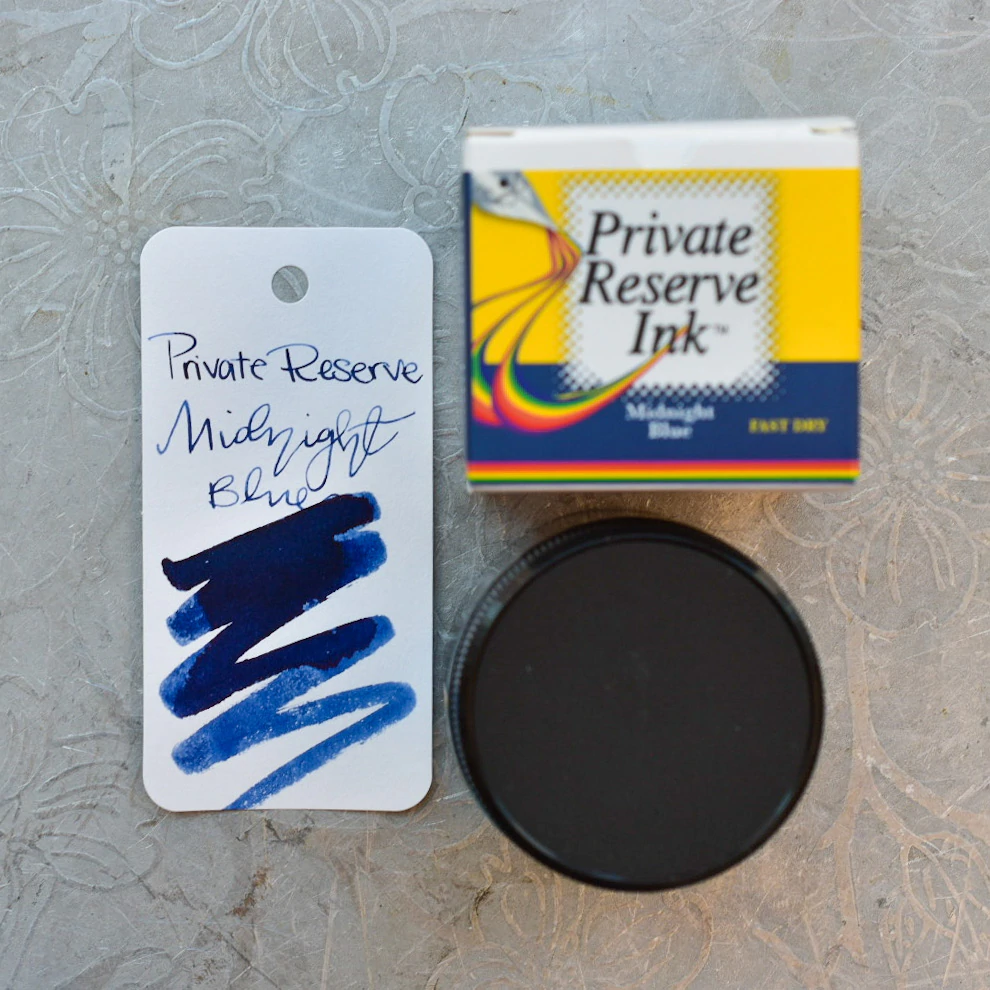 Private Reserve
Midnight
Blue
Private
Reserve
Ink™
Midnight
Blue
FAST DRY